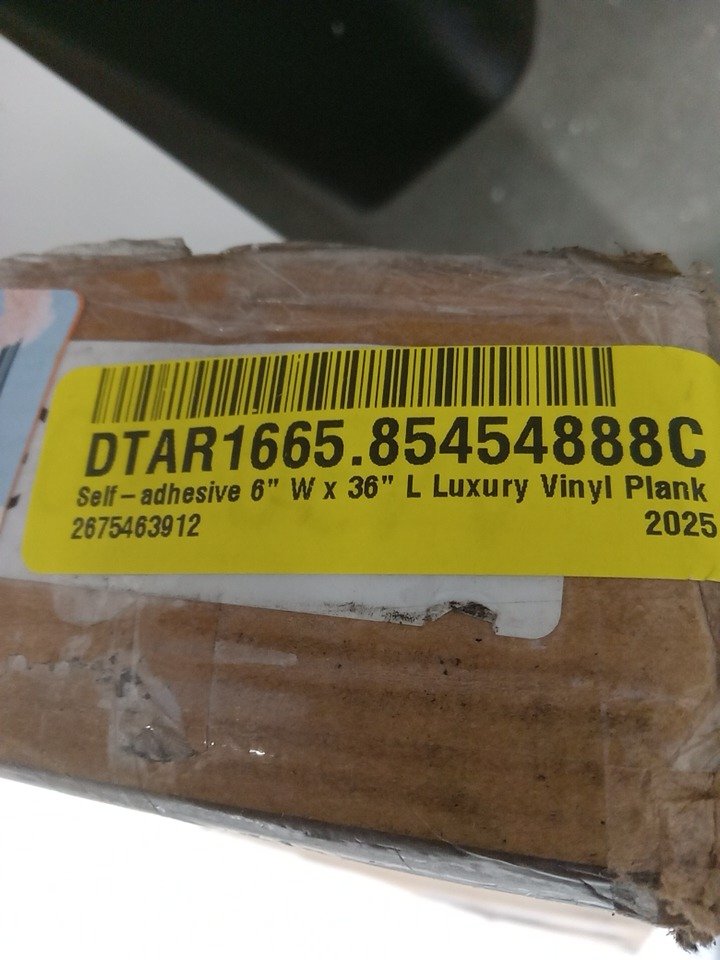 DTAR1665.85454888C
Self-adhesive 6" W x 36" L Luxury Vinyl Plank
2675463912 2025